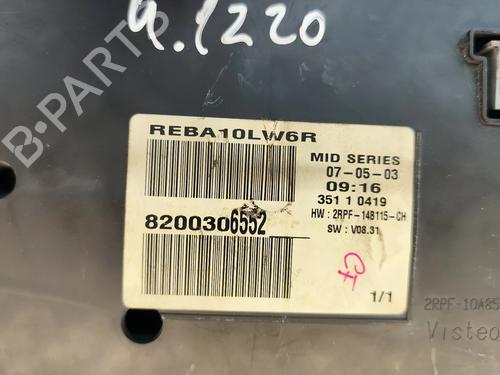 4.1220
REBA10LW6R
MID SERIES
07-05-03
09:16
351 1 0419
HW : 2RPF-14B115-CH
SW : V08.31
8200306552
1/1
2RPF-10A85
Visteo
B-PARTS